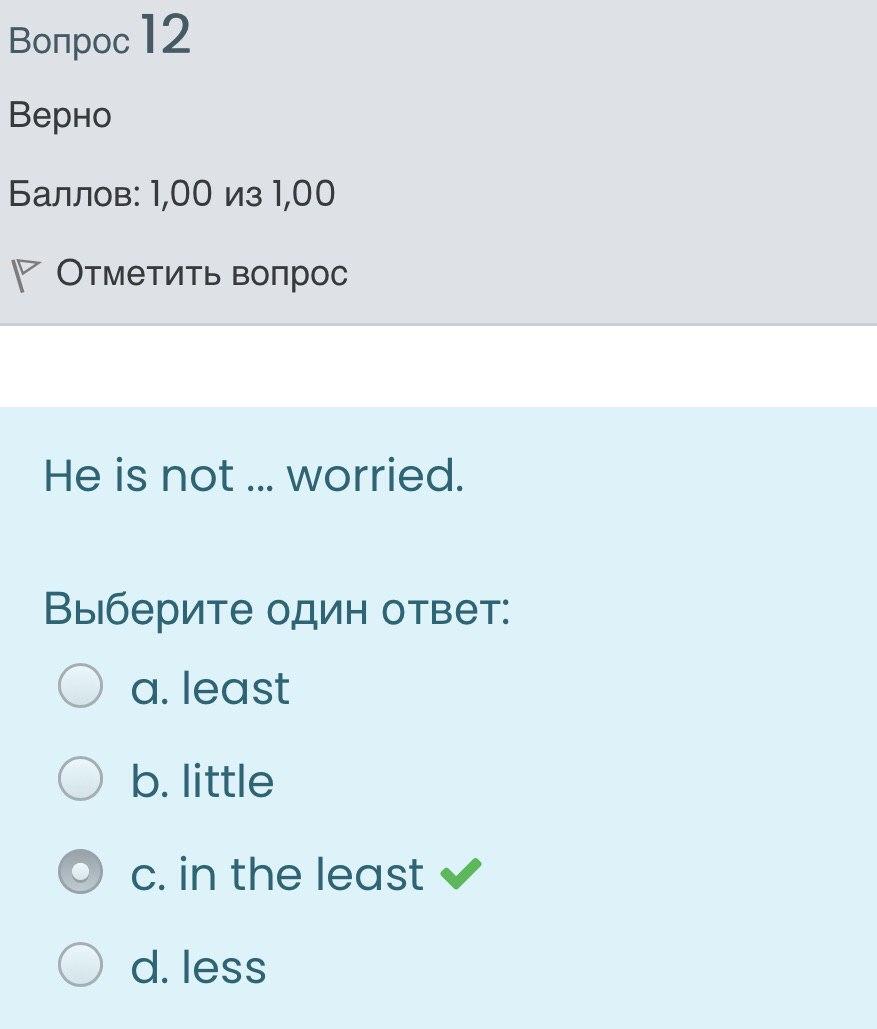 Вопрос 12
Верно
Баллов: 1,00 из 1,00
Отметить вопрос
He is not ... worried.
Выберите один ответ:
a. least
b. little
c. in the least
d. less